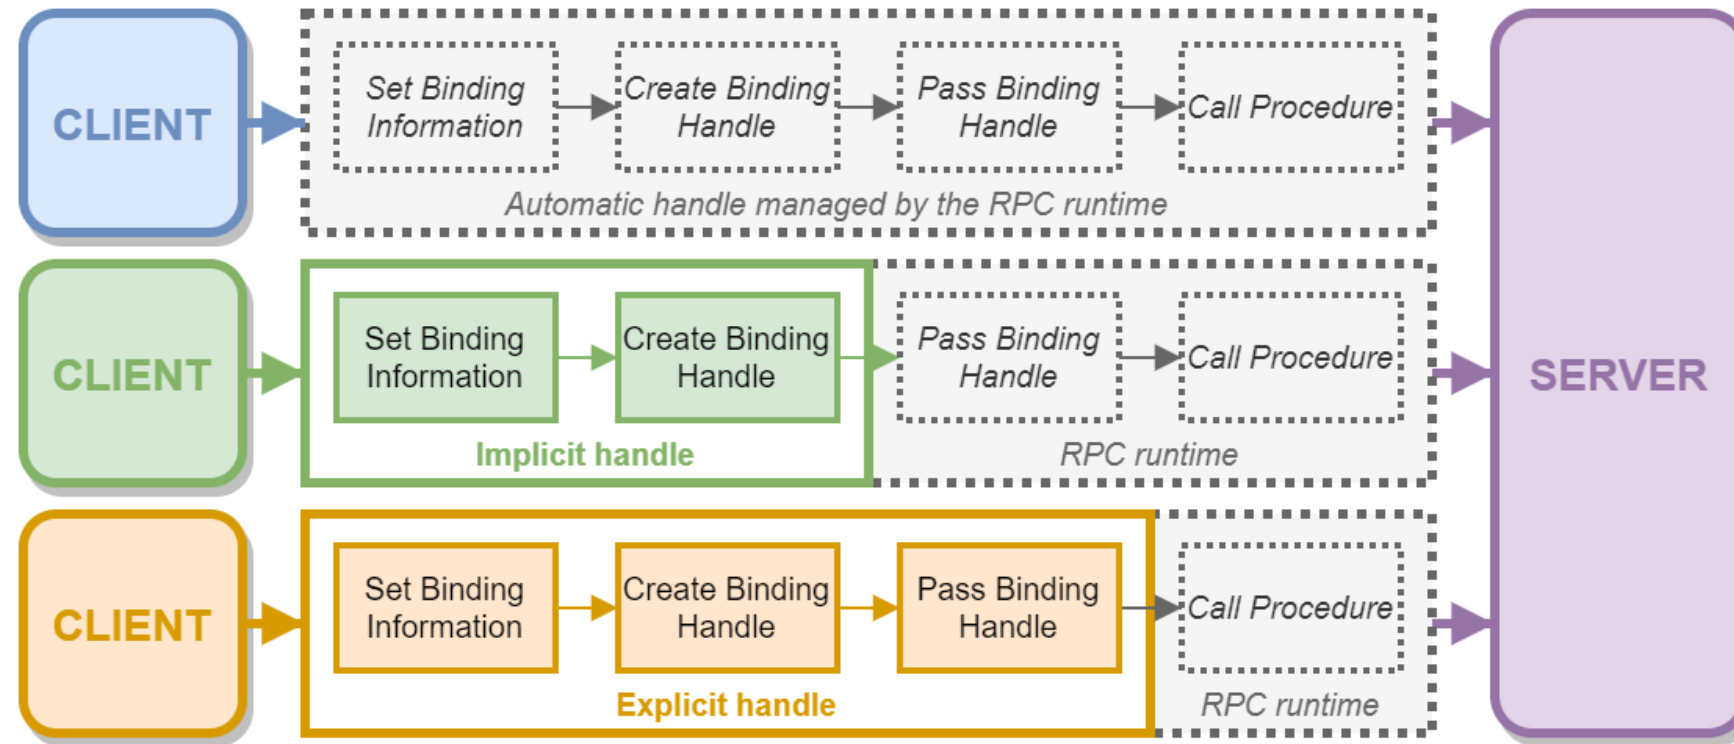 CLIENT
Set Binding
Information
Create Binding
Handle
Pass Binding
Handle
Call Procedure
Automatic handle managed by the RPC runtime
CLIENT
Set Binding
Information
Create Binding
Handle
Pass Binding
Handle
Call Procedure
Implicit handle
RPC runtime
SERVER
CLIENT
Set Binding
Information
Create Binding
Handle
Pass Binding
Handle
Call Procedure
Explicit handle
RPC runtime